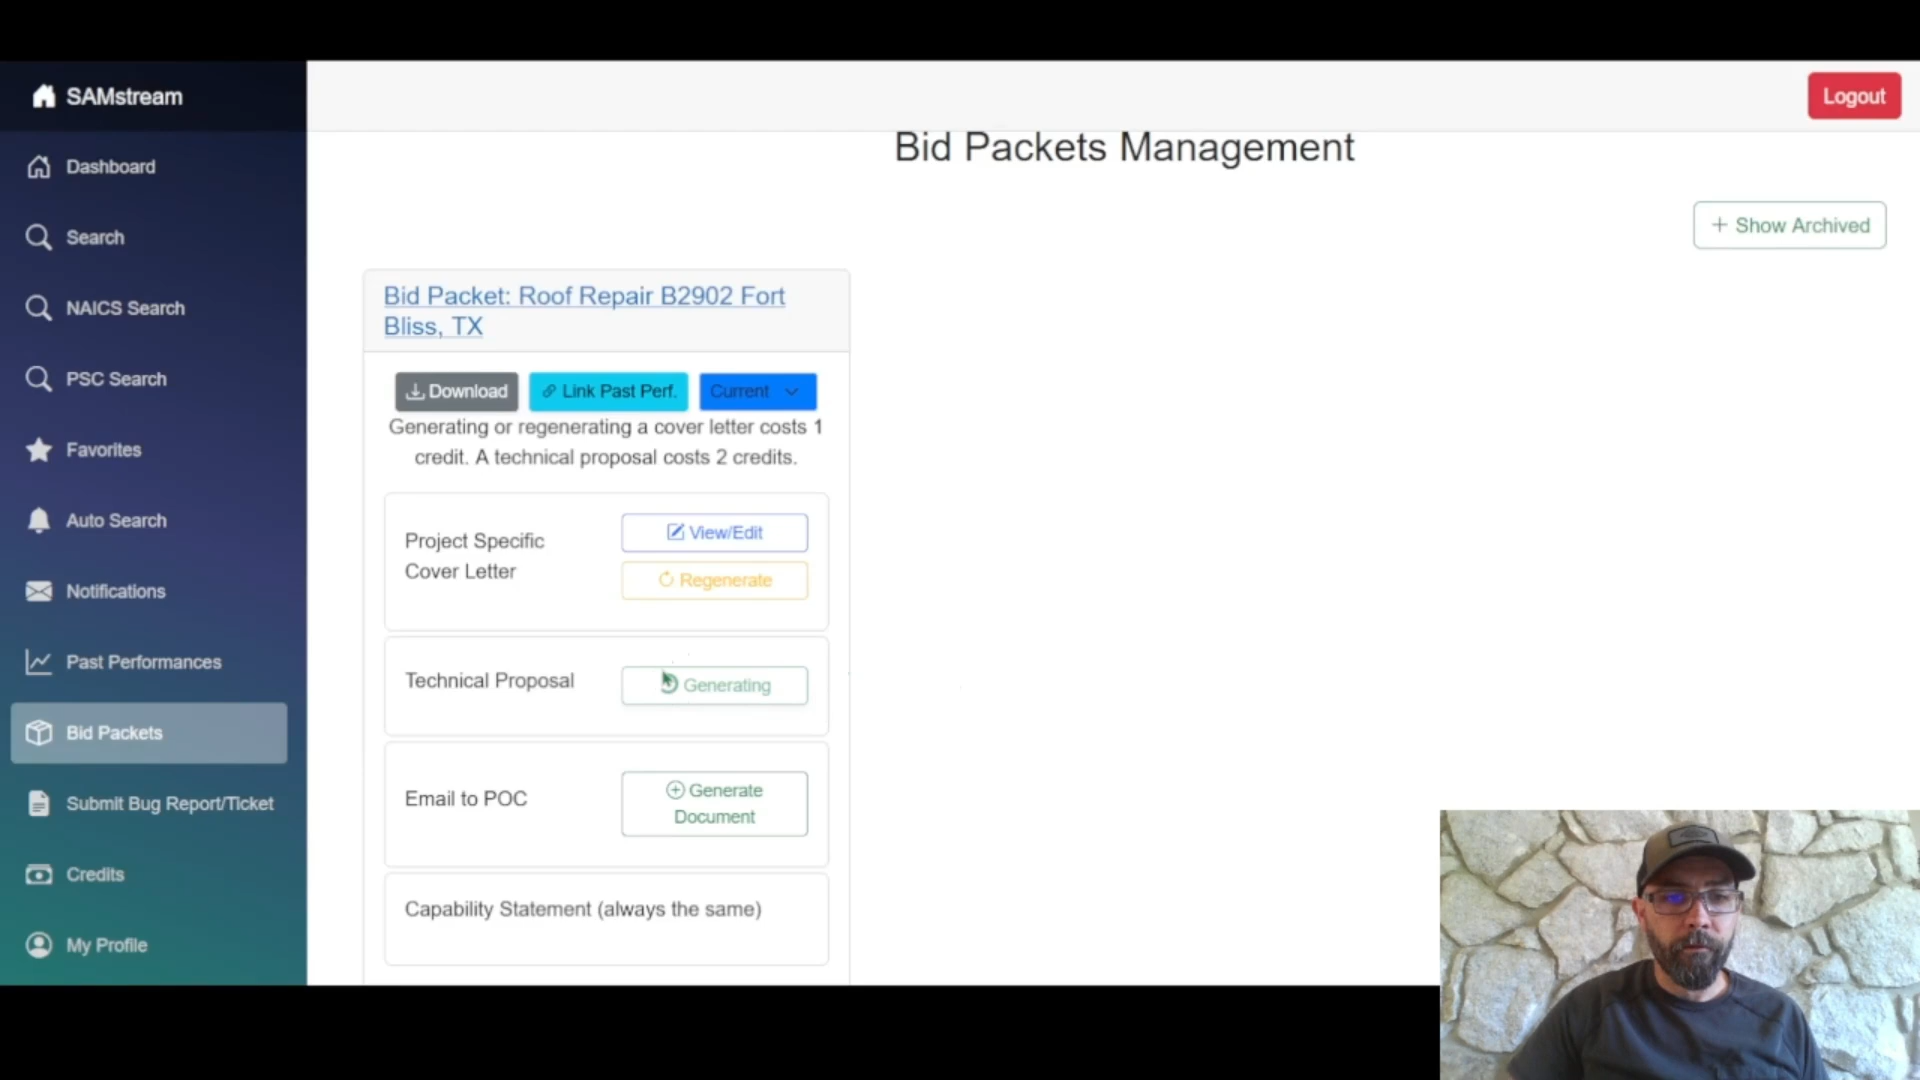 SAMstream
Logout
Dashboard
Search
NAICS Search
PSC Search
Favorites
Auto Search
Notifications
Past Performances
Bid Packets
Submit Bug Report/Ticket
Credits
My Profile
Bid Packets Management
+ Show Archived
Bid Packet: Roof Repair B2902 Fort
Bliss, TX
Download
Link Past Perf.
Current
Generating or regenerating a cover letter costs 1
credit. A technical proposal costs 2 credits.
Project Specific
Cover Letter
View/Edit
Regenerate
Technical Proposal
Generating
Email to POC
Generate
Document
Capability Statement (always the same)